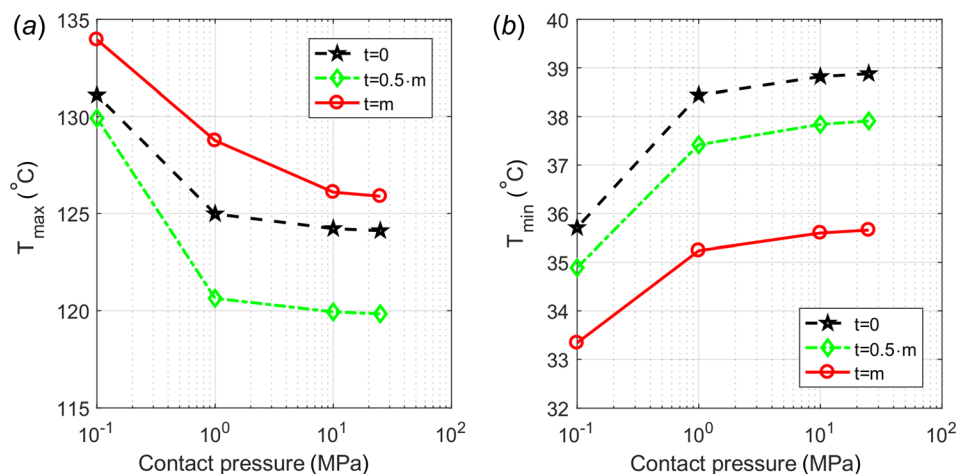 (a)
135
130
125
120
115
T_max (°C)
10^-1
10^0
10^1
10^2
Contact pressure (MPa)
t=0
t=0.5·m
t=m
(b)
40
39
38
37
36
35
34
33
32
T_min (°C)
10^-1
10^0
10^1
10^2
Contact pressure (MPa)
t=0
t=0.5·m
t=m